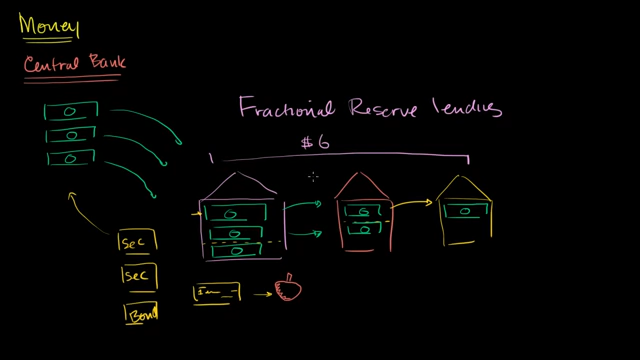 Money
Central Bank
Fractional Reserve Lending
$6
sec
sec
Bond